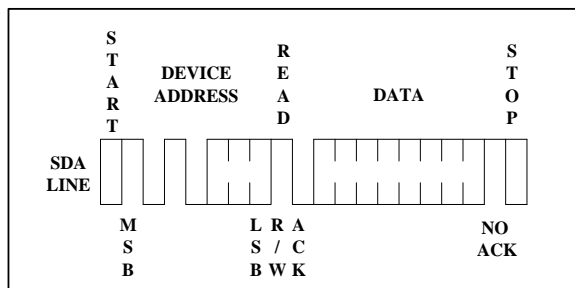 START
DEVICE
ADDRESS
READ
DATA
STOP
SDA
LINE
MSB
LSB
R/W
ACK
NO
ACK